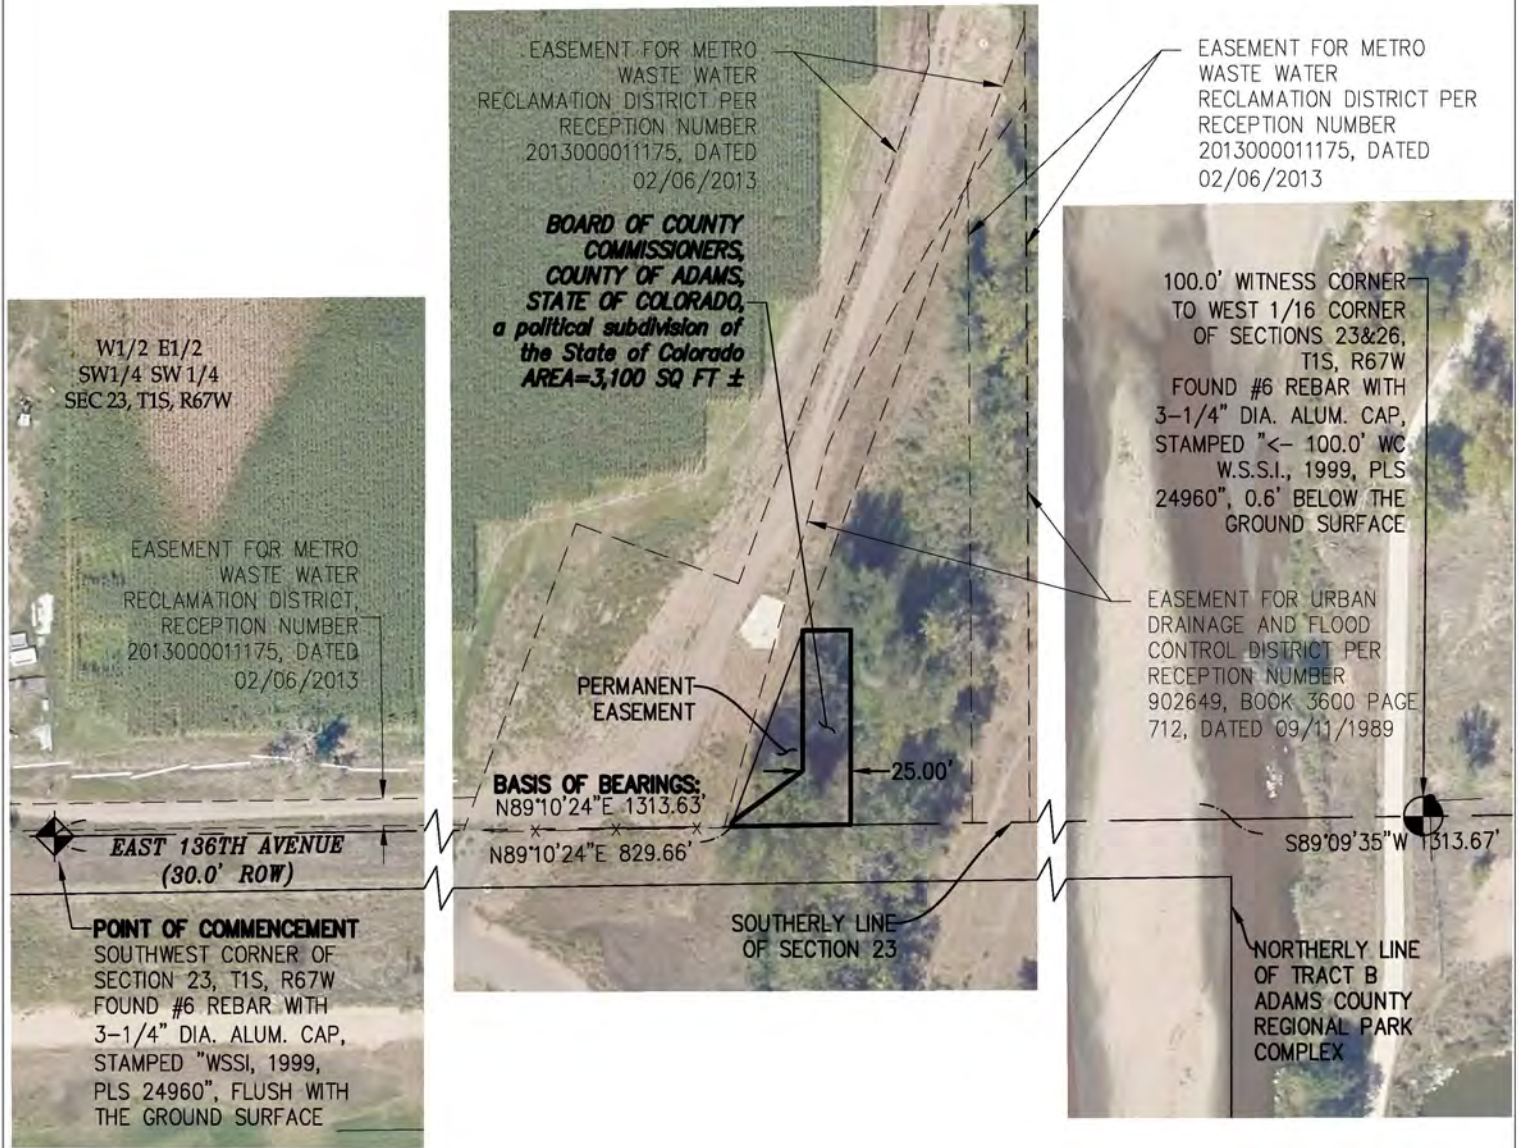 EASEMENT FOR METRO
WASTE WATER
RECLAMATION DISTRICT PER
RECEPTION NUMBER
2013000011175, DATED
02/06/2013
EASEMENT FOR METRO
WASTE WATER
RECLAMATION DISTRICT PER
RECEPTION NUMBER
2013000011175, DATED
02/06/2013
BOARD OF COUNTY
COMMISSIONERS,
COUNTY OF ADAMS,
STATE OF COLORADO,
a political subdivision of
the State of Colorado
AREA=3,100 SQ FT ±
100.0' WITNESS CORNER
TO WEST 1/16 CORNER
OF SECTIONS 23&26,
T1S, R67W
FOUND #6 REBAR WITH
3-1/4" DIA. ALUM. CAP,
STAMPED "<- 100.0' WC
W.S.S.I., 1999, PLS
24960", 0.6' BELOW THE
GROUND SURFACE
W1/2 E1/2
SW1/4 SW 1/4
SEC 23, T1S, R67W
EASEMENT FOR METRO
WASTE WATER
RECLAMATION DISTRICT,
RECEPTION NUMBER
2013000011175, DATED
02/06/2013
EASEMENT FOR URBAN
DRAINAGE AND FLOOD
CONTROL DISTRICT PER
RECEPTION NUMBER
902649, BOOK 3600 PAGE
712, DATED 09/11/1989
PERMANENT
EASEMENT
25.00'
BASIS OF BEARINGS:
N89°10'24"E 1313.63'
N89°10'24"E 829.66'
EAST 136TH AVENUE
(30.0' ROW)
S89°09'35"W 1313.67'
POINT OF COMMENCEMENT
SOUTHWEST CORNER OF
SECTION 23, T1S, R67W
FOUND #6 REBAR WITH
3-1/4" DIA. ALUM. CAP,
STAMPED "WSSI, 1999,
PLS 24960", FLUSH WITH
THE GROUND SURFACE
SOUTHERLY LINE
OF SECTION 23
NORTHERLY LINE
OF TRACT B
ADAMS COUNTY
REGIONAL PARK
COMPLEX